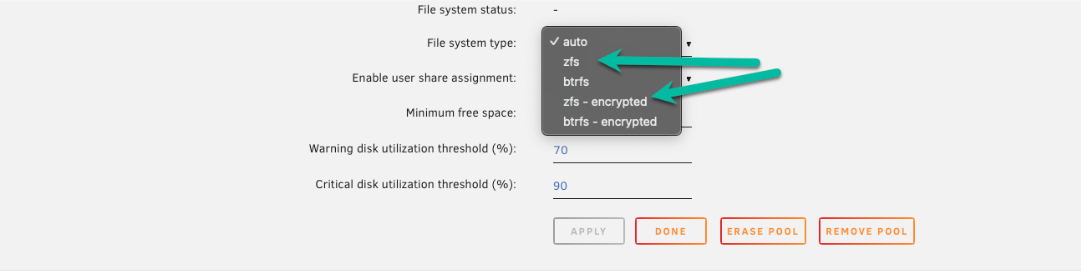 File system status: -
File system type: ✓ auto
zfs
Enable user share assignment:
btrfs
zfs - encrypted
Minimum free space:
btrfs - encrypted
Warning disk utilization threshold (%): 70
Critical disk utilization threshold (%): 90
APPLY DONE ERASE POOL REMOVE POOL